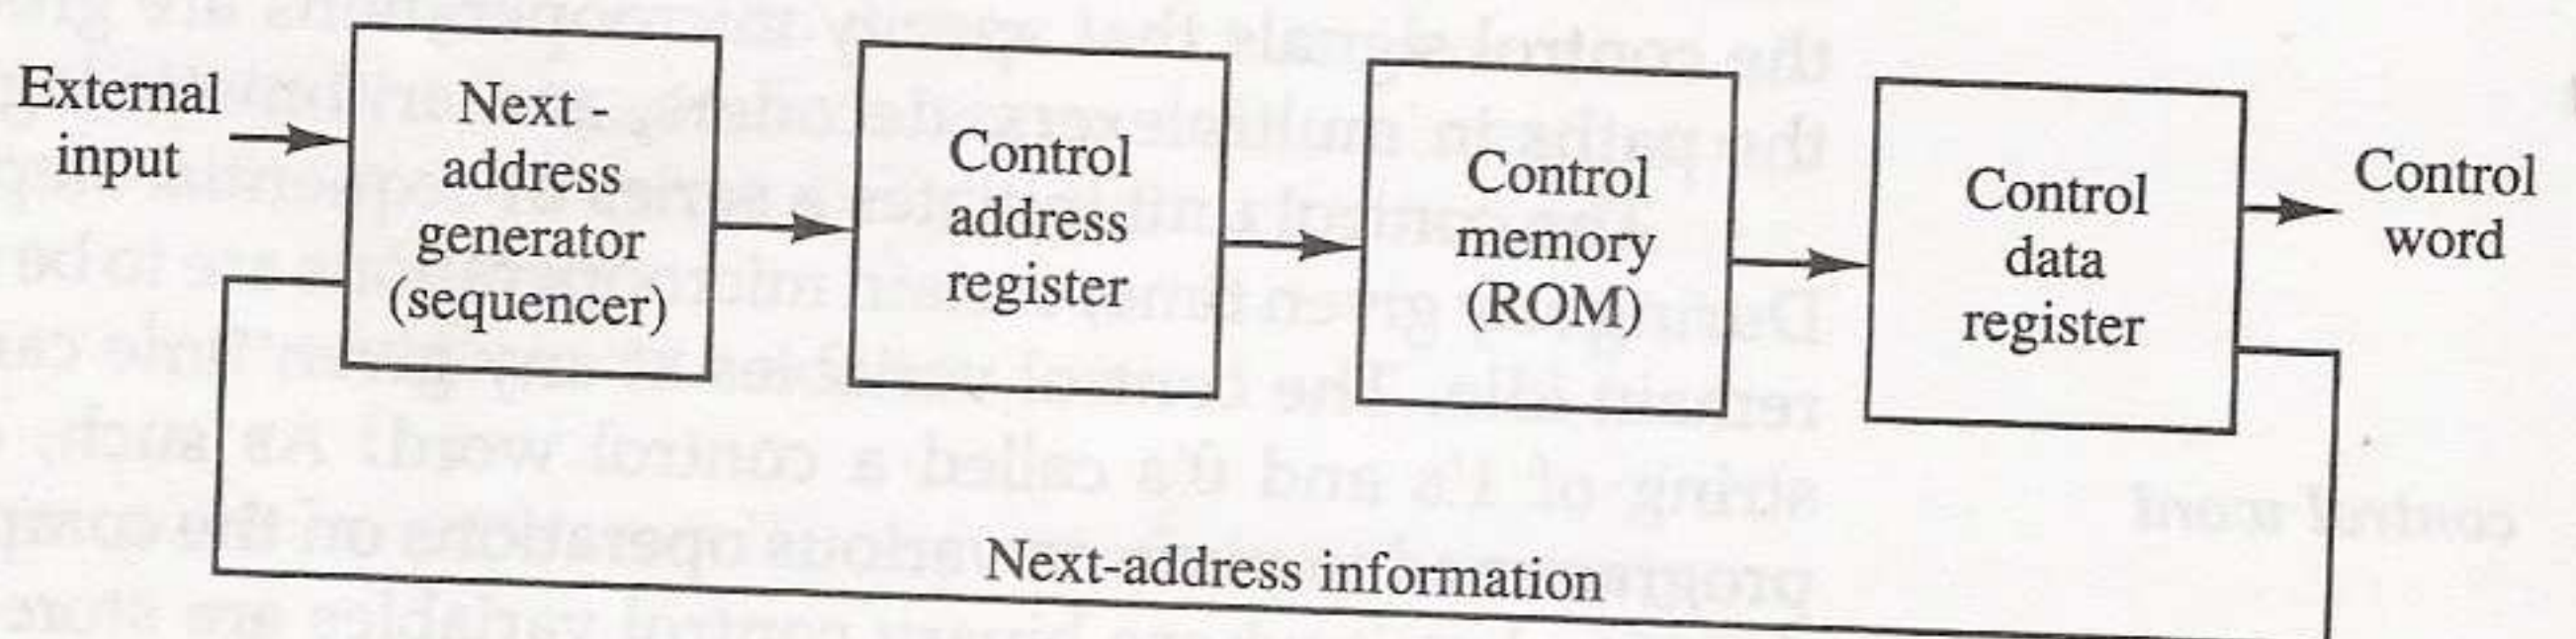 External
input
Next -
address
generator
(sequencer)
Control
address
register
Control
memory
(ROM)
Control
data
register
Control
word
Next-address information